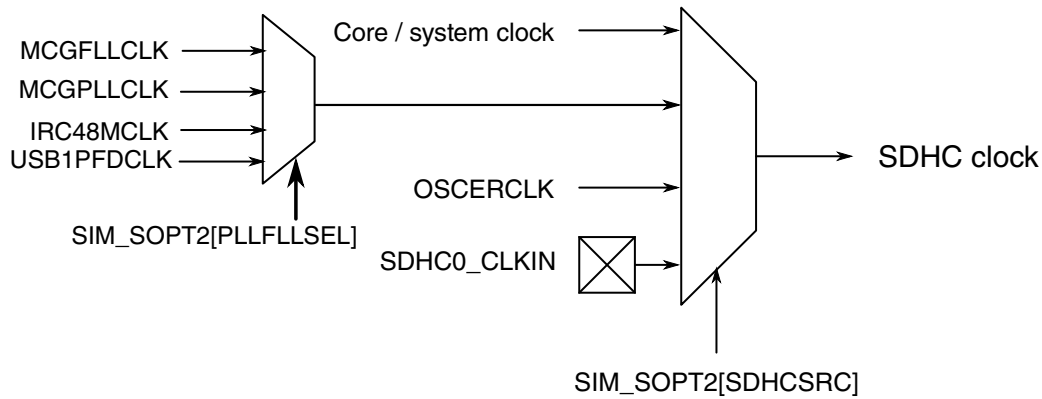 Core / system clock
MCGFLLCLK
MCGPLLCLK
IRC48MCLK
USB1PFDCLK
SDHC clock
OSCERCLK
SIM_SOPT2[PLLFLLSEL]
SDHC0_CLKIN
SIM_SOPT2[SDHCSRC]